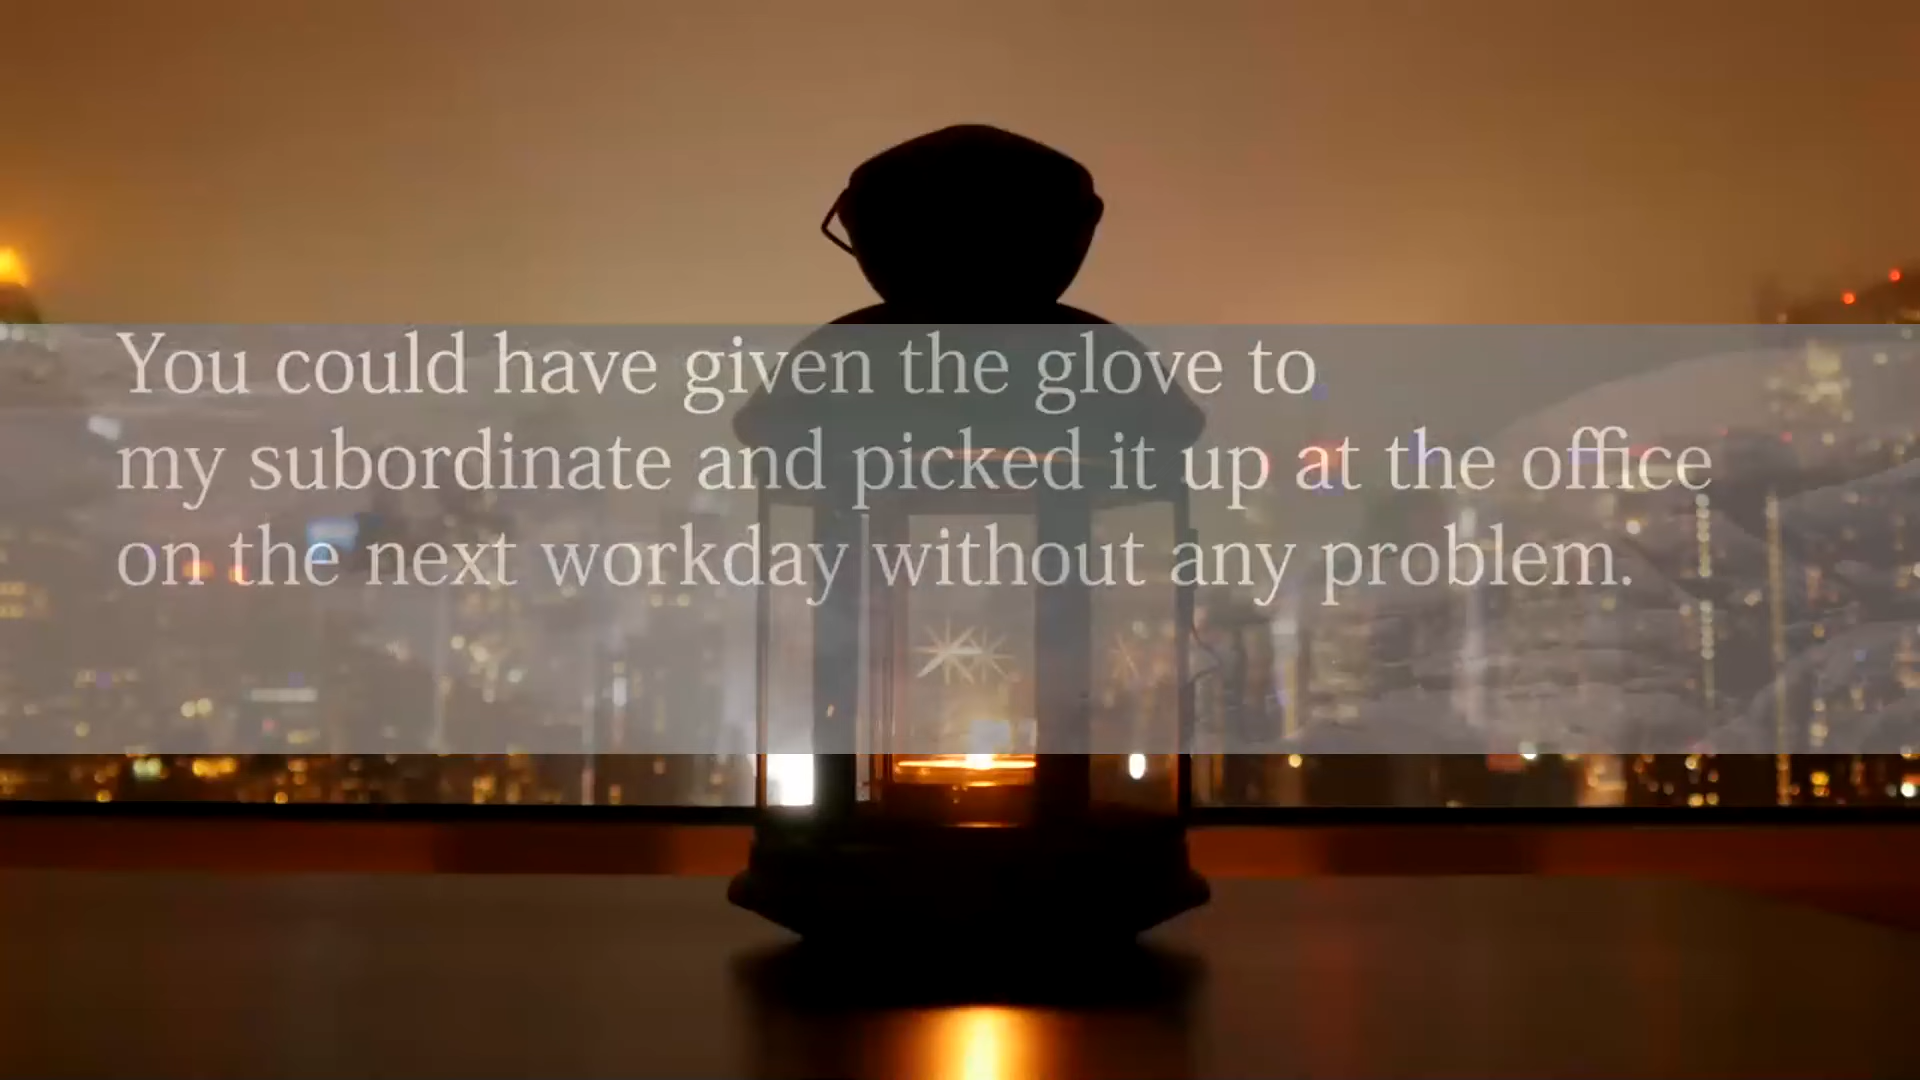 You could have given the glove to
my subordinate and picked it up at the office
on the next workday without any problem.